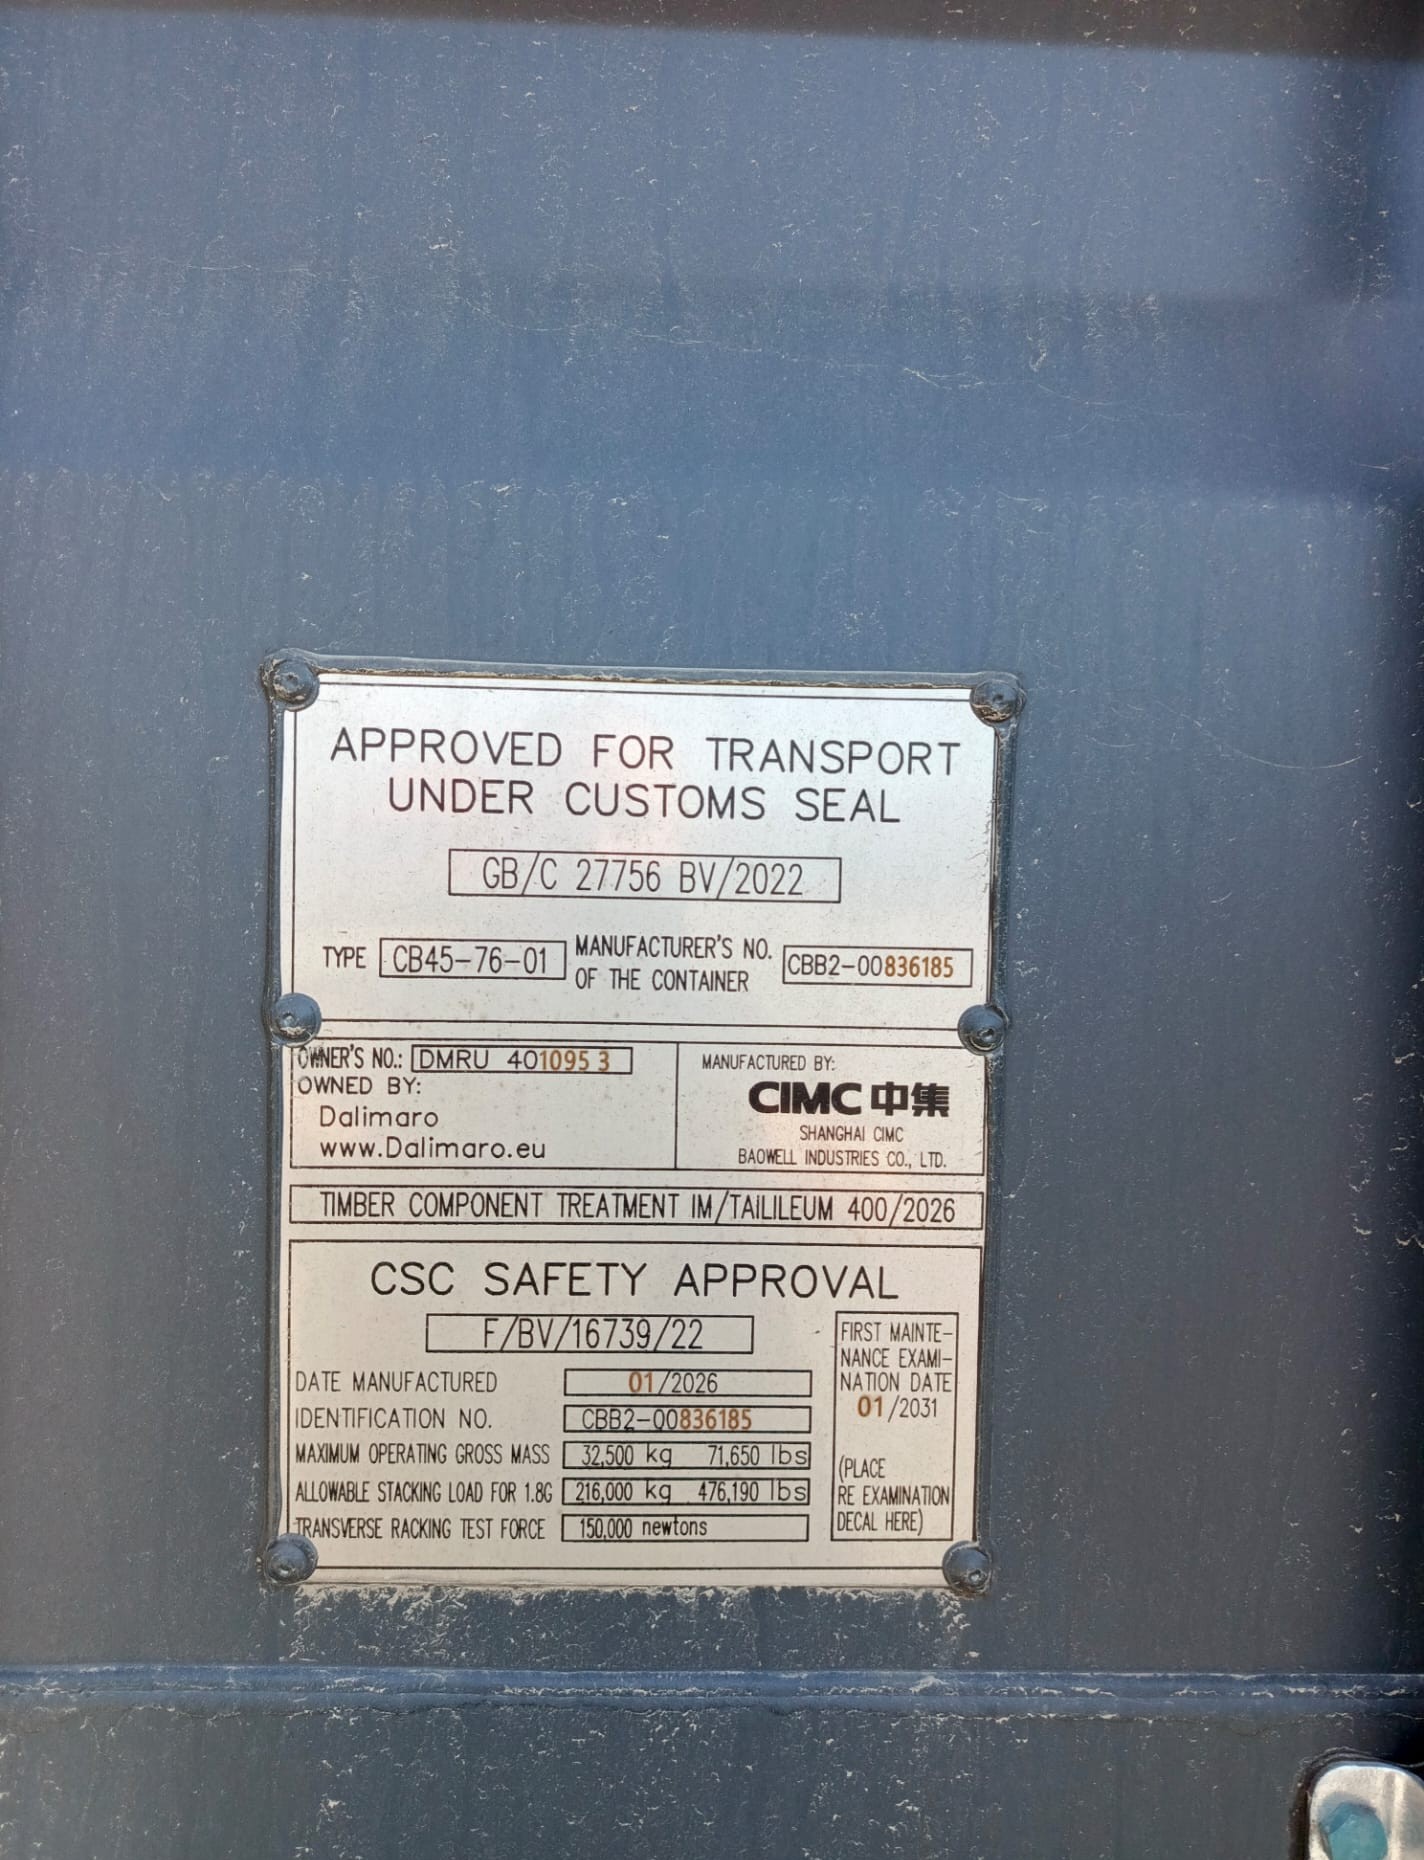 APPROVED FOR TRANSPORT
UNDER CUSTOMS SEAL
GB/C 27756 BV/2022
TYPE CB45-76-01 MANUFACTURER'S NO. OF THE CONTAINER CBB2-00836185
OWNER'S NO.: DMRU 401095 3
OWNED BY:
Dalimaro
www.Dalimaro.eu
MANUFACTURED BY:
CIMC 中集
SHANGHAI CIMC
BAOWELL INDUSTRIES CO., LTD.
TIMBER COMPONENT TREATMENT IM/TAILILEUM 400/2026
CSC SAFETY APPROVAL
F/BV/16739/22
DATE MANUFACTURED 01/2026
IDENTIFICATION NO. CBB2-00836185
MAXIMUM OPERATING GROSS MASS 32,500 kg 71,650 lbs
ALLOWABLE STACKING LOAD FOR 1.8G 216,000 kg 476,190 lbs
TRANSVERSE RACKING TEST FORCE 150,000 newtons
FIRST MAINTE-
NANCE EXAMI-
NATION DATE
01/2031
(PLACE
RE EXAMINATION
DECAL HERE)